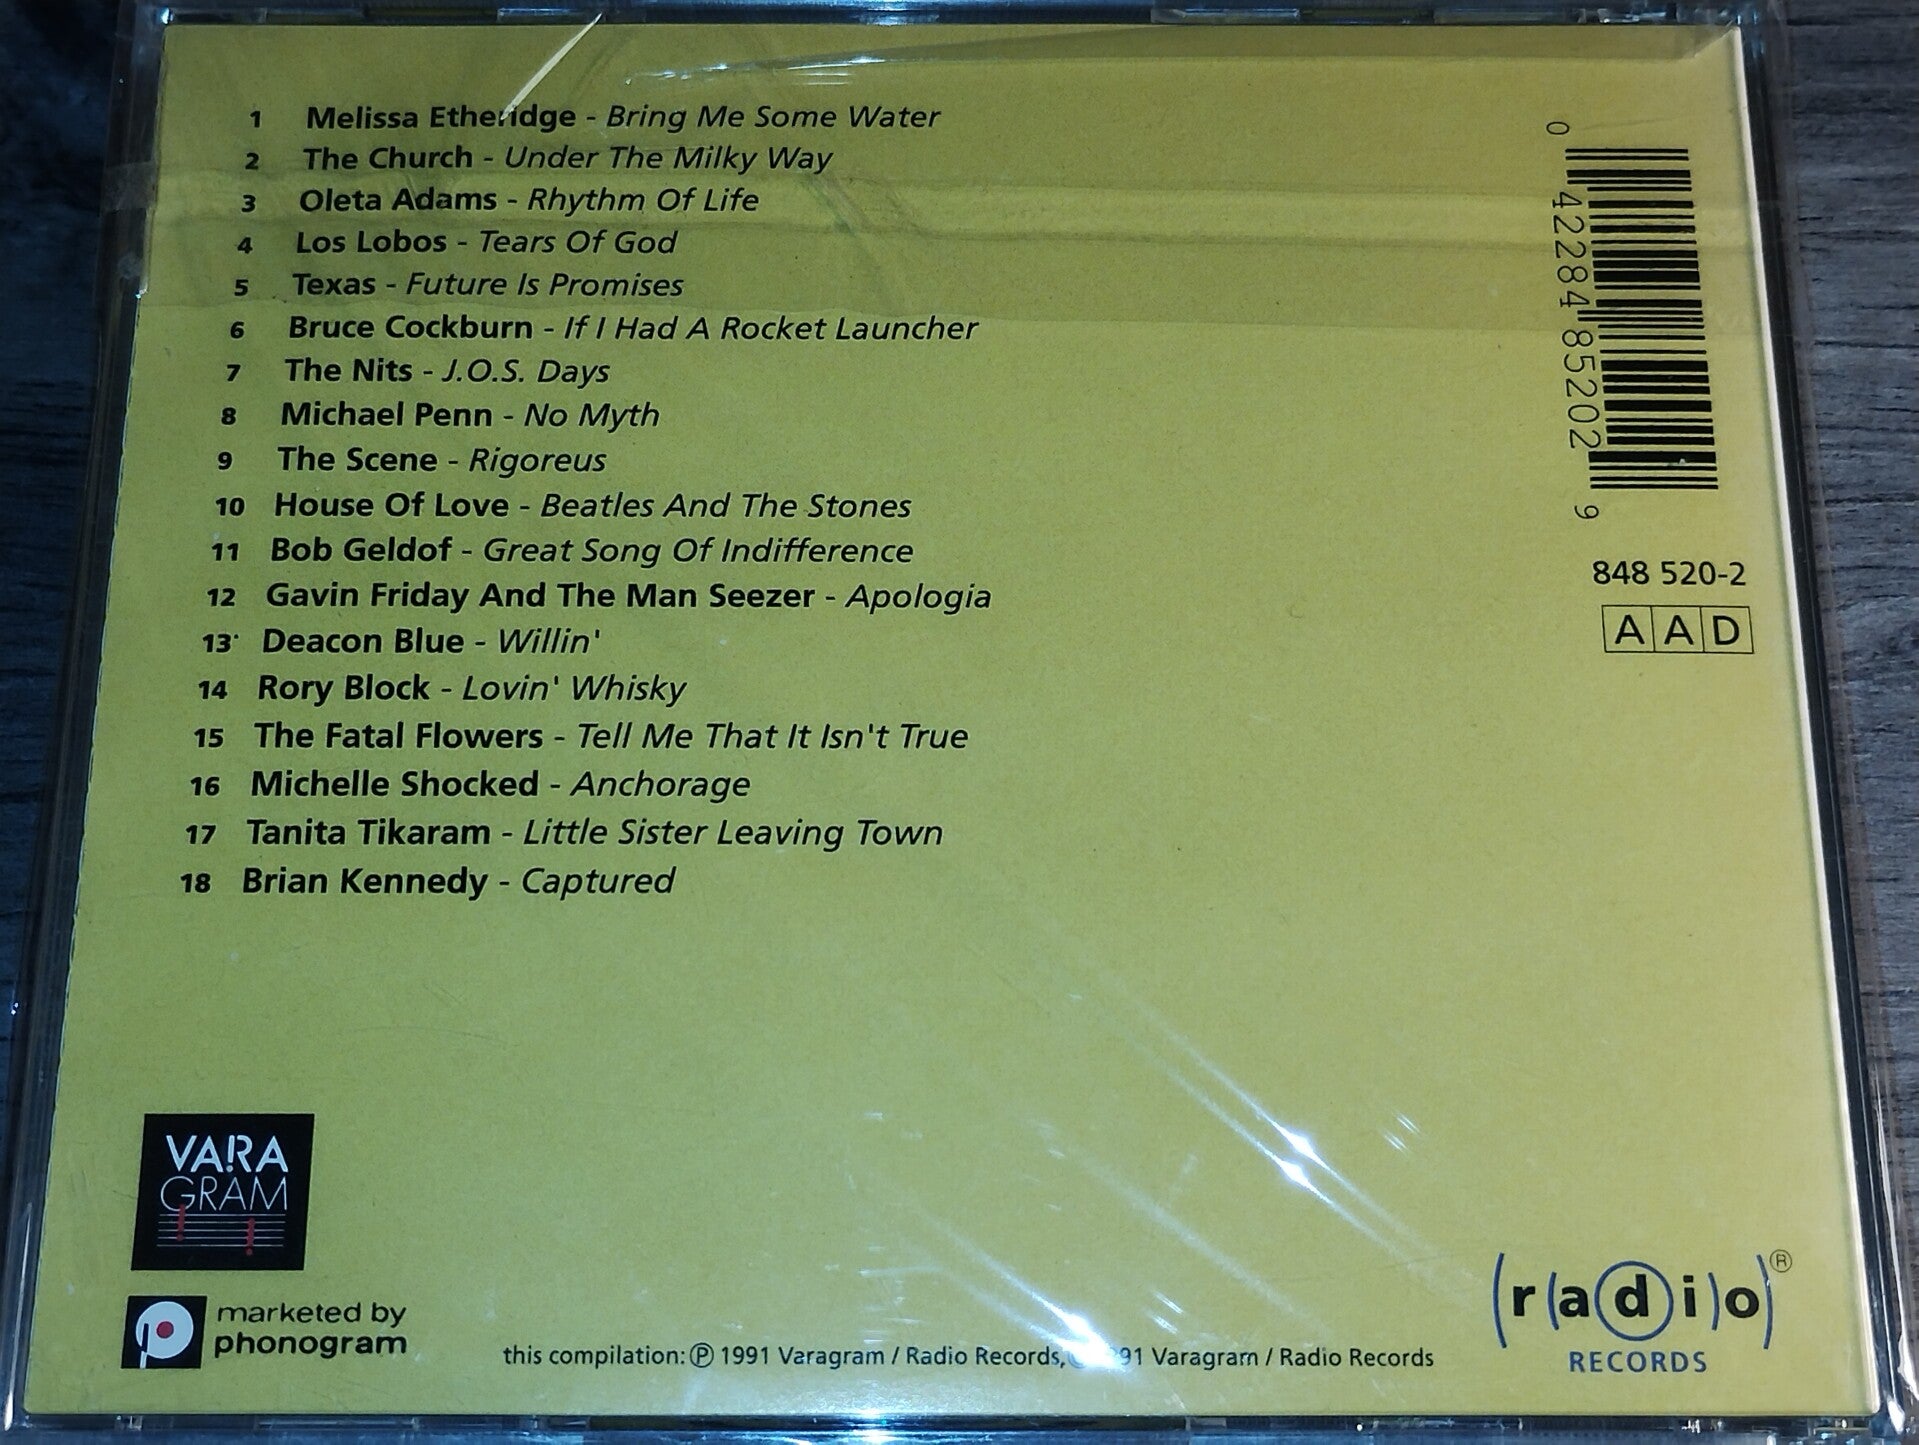 1 Melissa Etheridge - Bring Me Some Water
2 The Church - Under The Milky Way
3 Oleta Adams - Rhythm Of Life
4 Los Lobos - Tears Of God
5 Texas - Future Is Promises
6 Bruce Cockburn - If I Had A Rocket Launcher
7 The Nits - J.O.S. Days
8 Michael Penn - No Myth
9 The Scene - Rigoreus
10 House Of Love - Beatles And The Stones
11 Bob Geldof - Great Song Of Indifference
12 Gavin Friday And The Man Seezer - Apologia
13 Deacon Blue - Willin'
14 Rory Block - Lovin' Whisky
15 The Fatal Flowers - Tell Me That It Isn't True
16 Michelle Shocked - Anchorage
17 Tanita Tikaram - Little Sister Leaving Town
18 Brian Kennedy - Captured
0 42284 85202 9
848 520-2
AAD
VARA
GRAM
marketed by
phonogram
this compilation: ℗ 1991 Varagram / Radio Records, 91 Varagram / Radio Records
(r(a(d)i)o)®
RECORDS